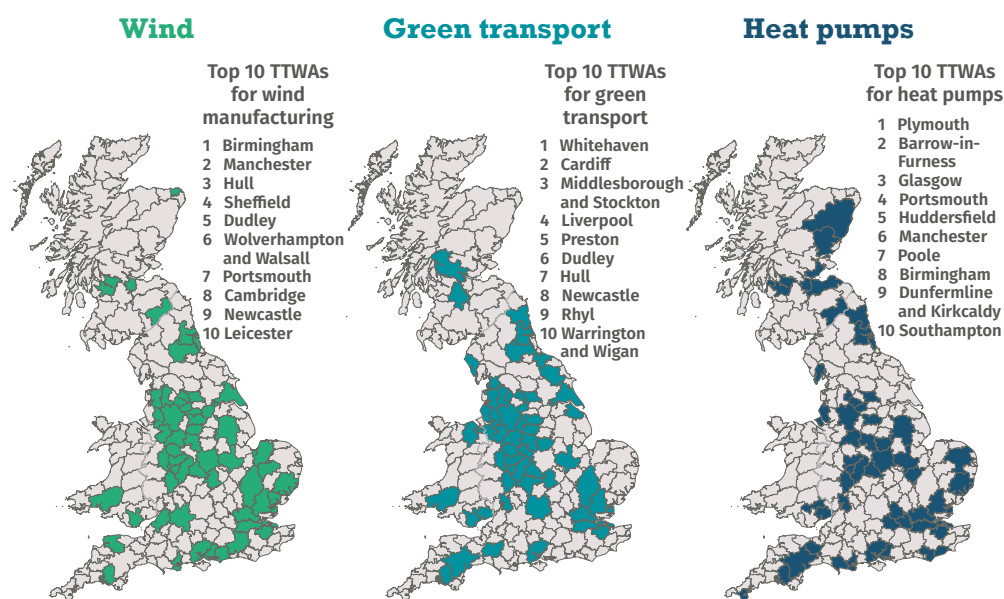 Wind
Top 10 TTWAs
for wind
manufacturing
1 Birmingham
2 Manchester
3 Hull
4 Sheffield
5 Dudley
6 Wolverhampton
and Walsall
7 Portsmouth
8 Cambridge
9 Newcastle
10 Leicester
Green transport
Top 10 TTWAs
for green
transport
1 Whitehaven
2 Cardiff
3 Middlesborough
and Stockton
4 Liverpool
5 Preston
6 Dudley
7 Hull
8 Newcastle
9 Rhyl
10 Warrington
and Wigan
Heat pumps
Top 10 TTWAs
for heat pumps
1 Plymouth
2 Barrow-in-
Furness
3 Glasgow
4 Portsmouth
5 Huddersfield
6 Manchester
7 Poole
8 Birmingham
9 Dunfermline
and Kirkcaldy
10 Southampton